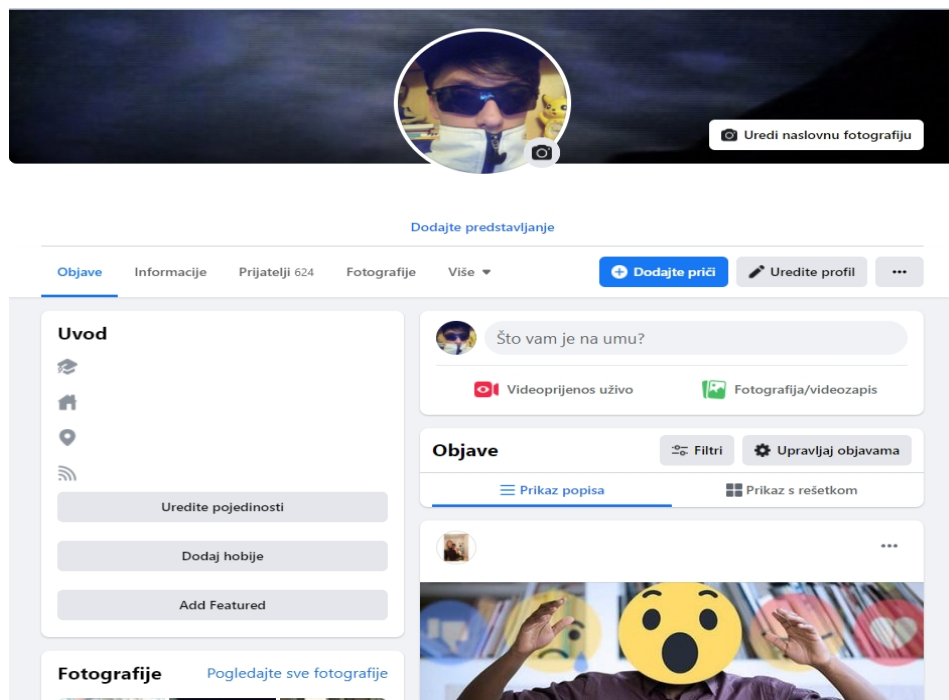 Uredi naslovnu fotografiju
Dodajte predstavljanje
Objave
Informacije
Prijatelji 624
Fotografije
Više
Dodajte priči
Uredite profil
Uvod
Uredite pojedinosti
Dodaj hobije
Add Featured
Fotografije
Pogledajte sve fotografije
Što vam je na umu?
Videoprijenos uživo
Fotografija/videozapis
Objave
Filtri
Upravljaj objavama
Prikaz popisa
Prikaz s rešetkom